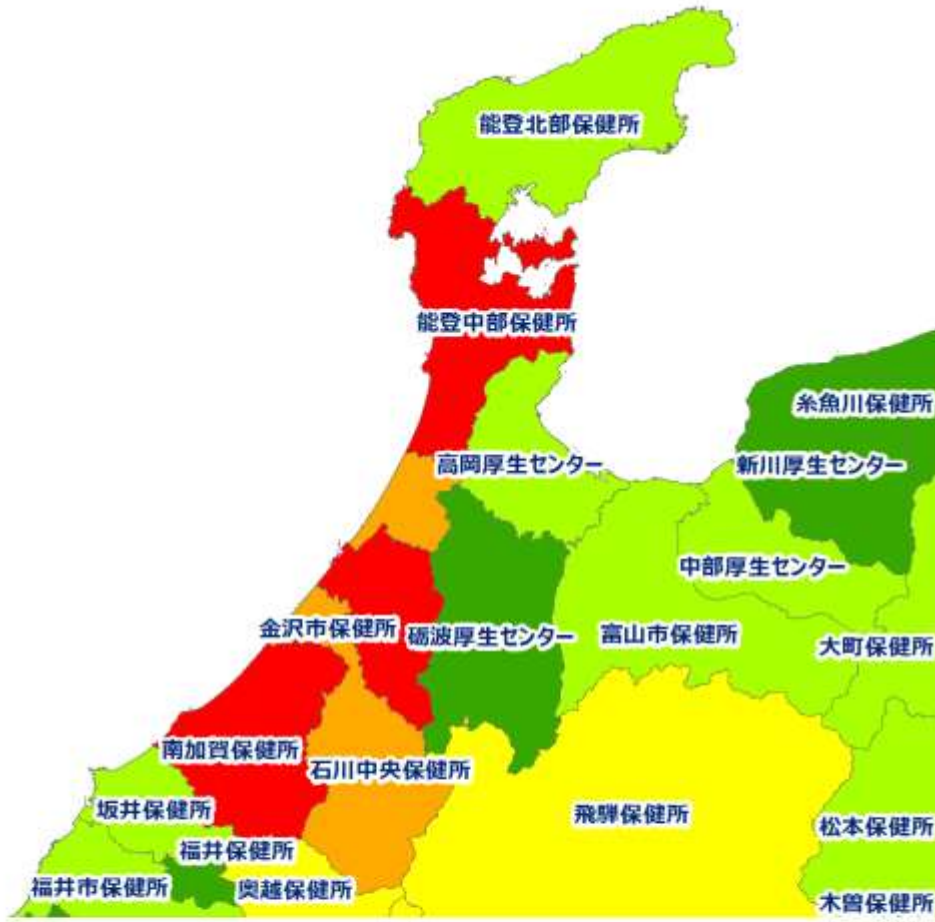 能登北部保健所
能登中部保健所
糸魚川保健所
高岡厚生センター
新川厚生センター
中部厚生センター
金沢市保健所
砺波厚生センター
富山市保健所
大町保健所
南加賀保健所
石川中央保健所
坂井保健所
飛騨保健所
松本保健所
福井保健所
福井市保健所
奥越保健所
木曽保健所